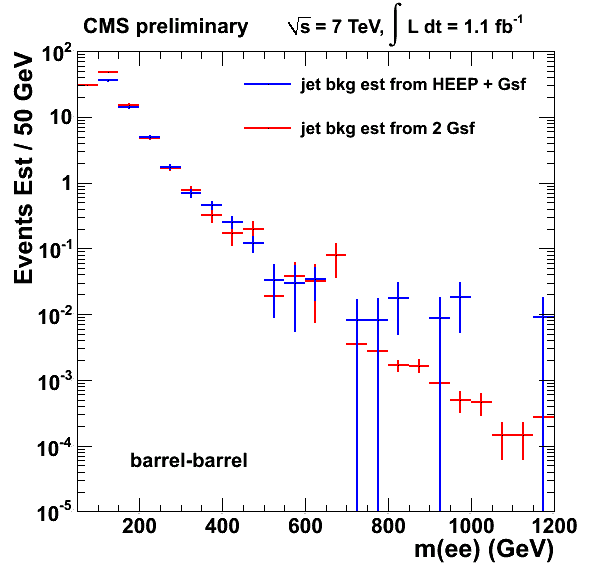 CMS preliminary √s = 7 TeV, ∫ L dt = 1.1 fb⁻¹
jet bkg est from HEEP + Gsf
jet bkg est from 2 Gsf
Events Est / 50 GeV
10²
10
1
10⁻¹
10⁻²
10⁻³
10⁻⁴
10⁻⁵
barrel-barrel
200 400 600 800 1000 1200
m(ee) (GeV)